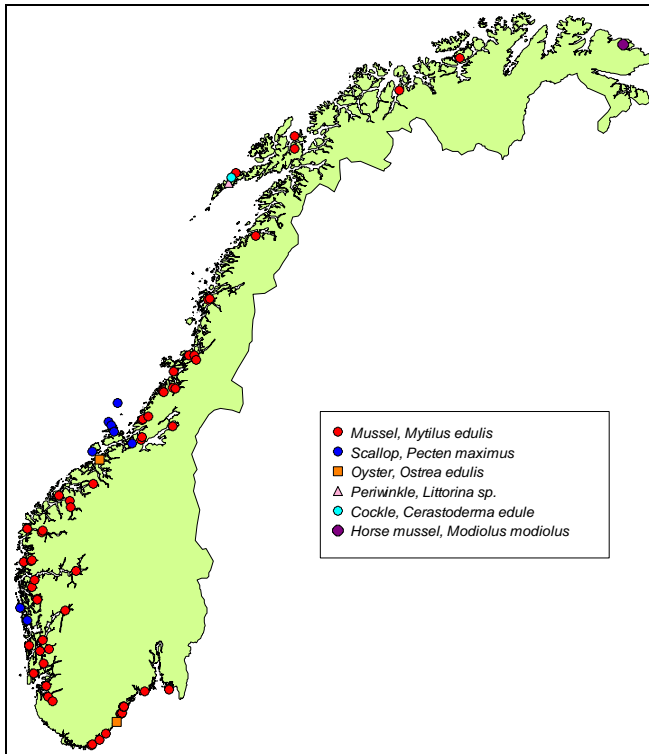 Mussel, Mytilus edulis
Scallop, Pecten maximus
Oyster, Ostrea edulis
Periwinkle, Littorina sp.
Cockle, Cerastoderma edule
Horse mussel, Modiolus modiolus